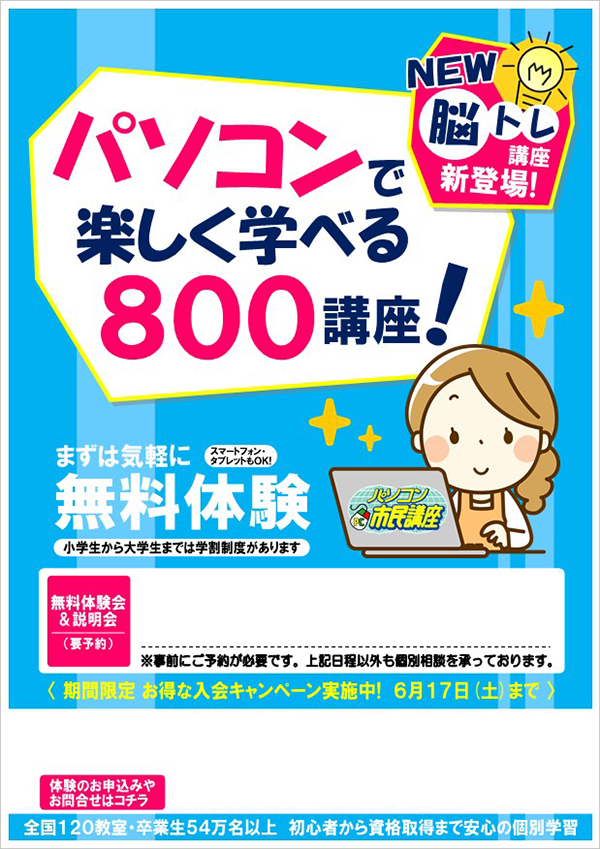 NEW
脳トレ
講座
新登場!
パソコンで
楽しく学べる
800講座!
まずは気軽に
スマートフォン・
タブレットもOK!
無料体験
小学生から大学生までは学割制度があります
パソコン
PC 市民講座
無料体験会
&説明会
(要予約)
※事前にご予約が必要です。上記日程以外も個別相談を承っております。
〈 期間限定 お得な入会キャンペーン実施中! 6月17日(土)まで 〉
体験のお申込みや
お問合せはコチラ
全国120教室・卒業生54万名以上 初心者から資格取得まで安心の個別学習